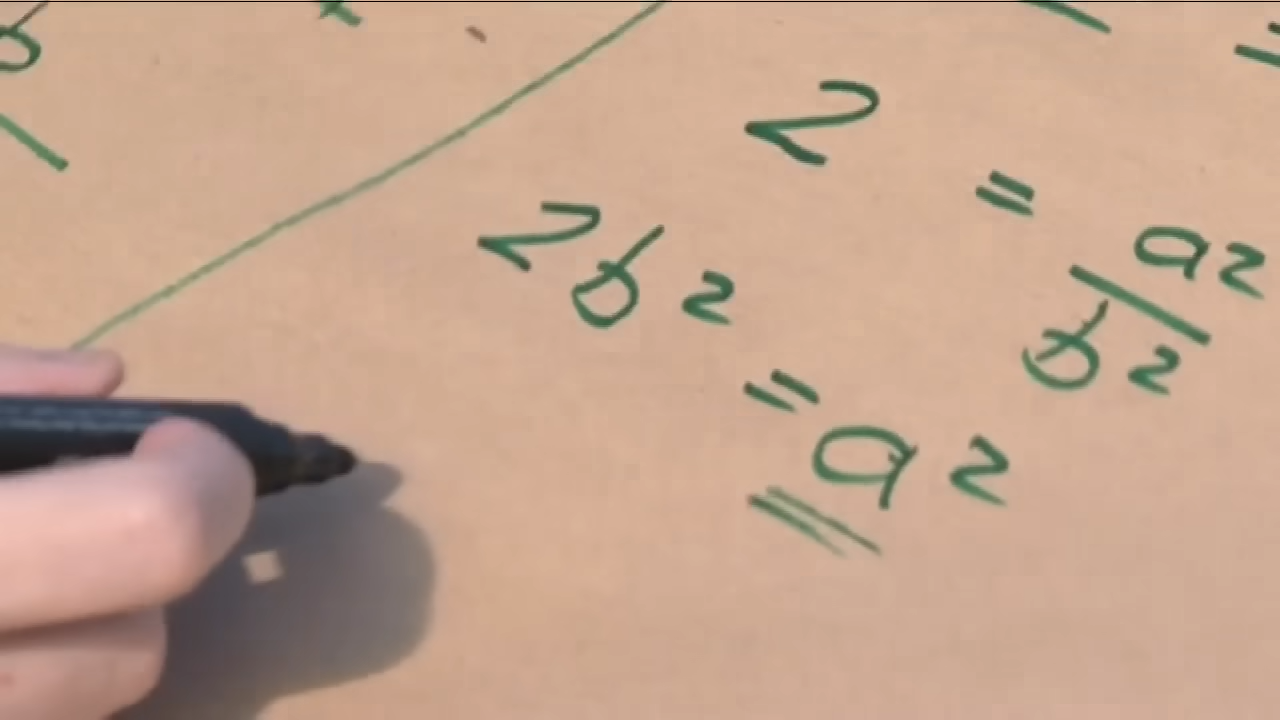 2 = a²/b²
2b² = a²